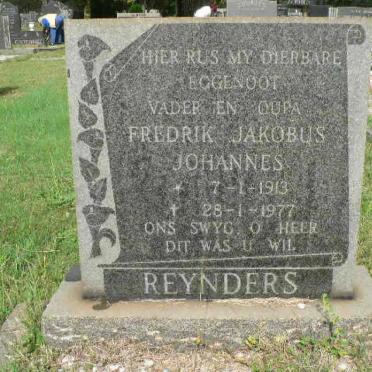 HIER RUS MY DIERBARE
EGGENOOT
VADER EN OUPA
FREDRIK JAKOBUS
JOHANNES
* 7-1-1913
† 28-1-1977
ONS SWYG O HEER
DIT WAS U WIL
REYNDERS